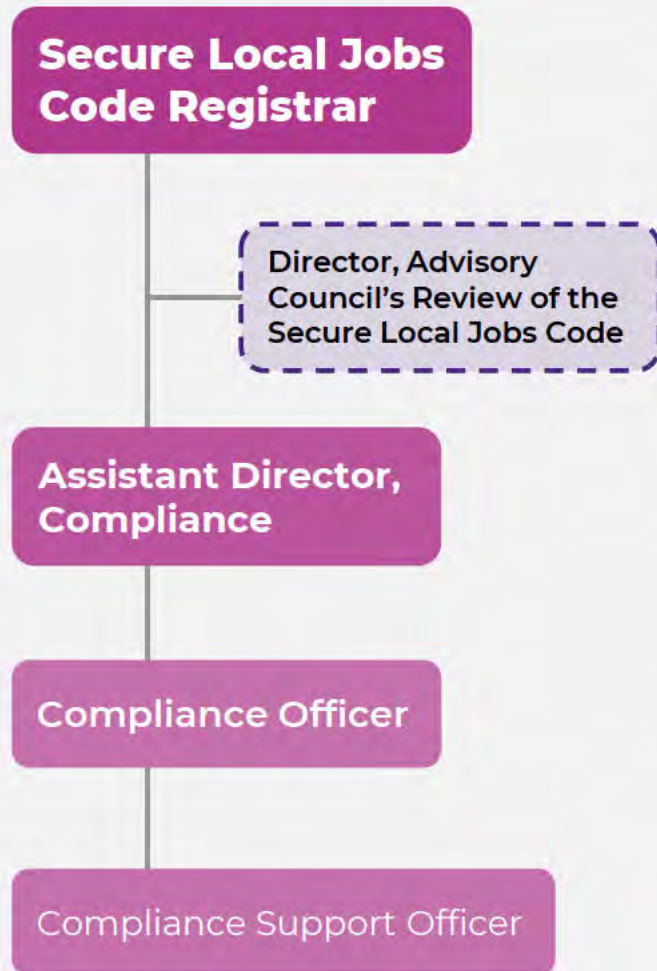 Secure Local Jobs
Code Registrar
Director, Advisory
Council’s Review of the
Secure Local Jobs Code
Assistant Director,
Compliance
Compliance Officer
Compliance Support Officer